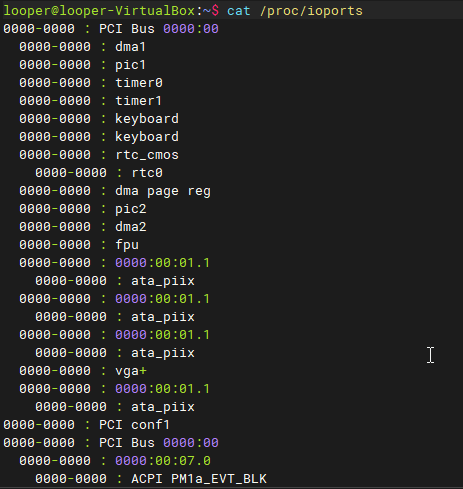 looper@looper-VirtualBox:~$ cat /proc/ioports
0000-0000 : PCI Bus 0000:00
  0000-0000 : dma1
  0000-0000 : pic1
  0000-0000 : timer0
  0000-0000 : timer1
  0000-0000 : keyboard
  0000-0000 : keyboard
  0000-0000 : rtc_cmos
    0000-0000 : rtc0
  0000-0000 : dma page reg
  0000-0000 : pic2
  0000-0000 : dma2
  0000-0000 : fpu
  0000-0000 : 0000:00:01.1
    0000-0000 : ata_piix
  0000-0000 : 0000:00:01.1
    0000-0000 : ata_piix
  0000-0000 : 0000:00:01.1
    0000-0000 : ata_piix
  0000-0000 : vga+
  0000-0000 : 0000:00:01.1
    0000-0000 : ata_piix
0000-0000 : PCI conf1
0000-0000 : PCI Bus 0000:00
  0000-0000 : 0000:00:07.0
    0000-0000 : ACPI PM1a_EVT_BLK